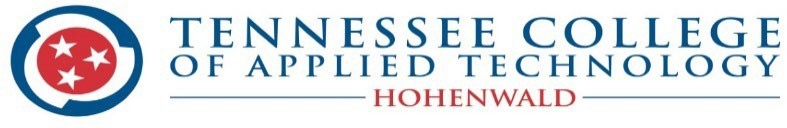 TENNESSEE COLLEGE
OF APPLIED TECHNOLOGY
HOHENWALD